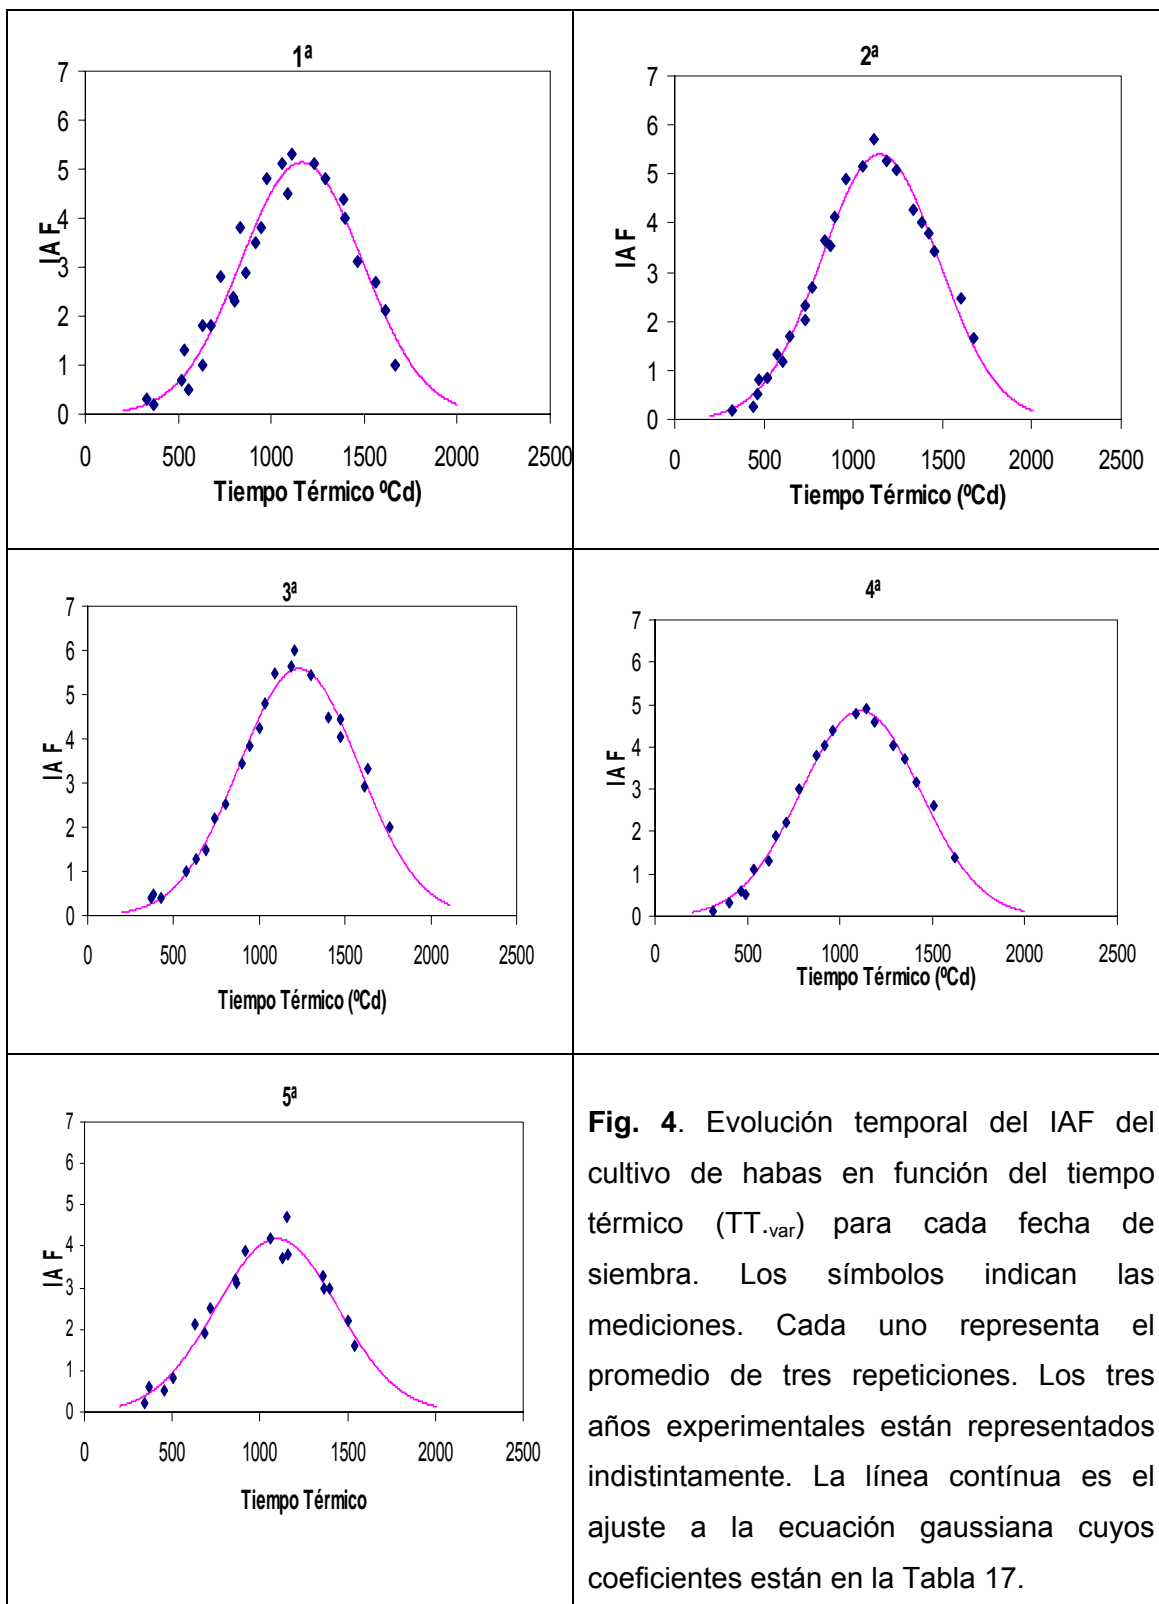 1ª
7
6
5
4
3
2
1
0
IAF
0 500 1000 1500 2000 2500
Tiempo Térmico ºCd)
2ª
7
6
5
4
3
2
1
0
IAF
0 500 1000 1500 2000 2500
Tiempo Térmico (ºCd)
3ª
7
6
5
4
3
2
1
0
IAF
0 500 1000 1500 2000 2500
Tiempo Térmico (ºCd)
4ª
7
6
5
4
3
2
1
0
IAF
0 500 1000 1500 2000 2500
Tiempo Térmico (ºCd)
5ª
7
6
5
4
3
2
1
0
IAF
0 500 1000 1500 2000 2500
Tiempo Térmico
Fig. 4. Evolución temporal del IAF del
cultivo de habas en función del tiempo
térmico (TT.var) para cada fecha de
siembra. Los símbolos indican las
mediciones. Cada uno representa el
promedio de tres repeticiones. Los tres
años experimentales están representados
indistintamente. La línea contínua es el
ajuste a la ecuación gaussiana cuyos
coeficientes están en la Tabla 17.